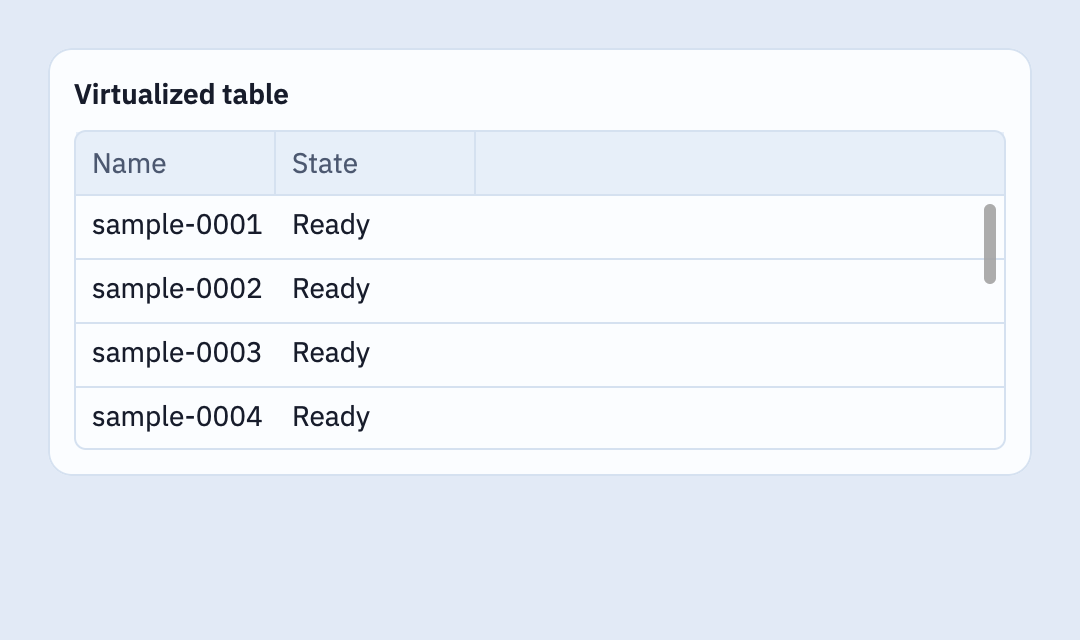 Virtualized table
Name State
sample-0001 Ready
sample-0002 Ready
sample-0003 Ready
sample-0004 Ready